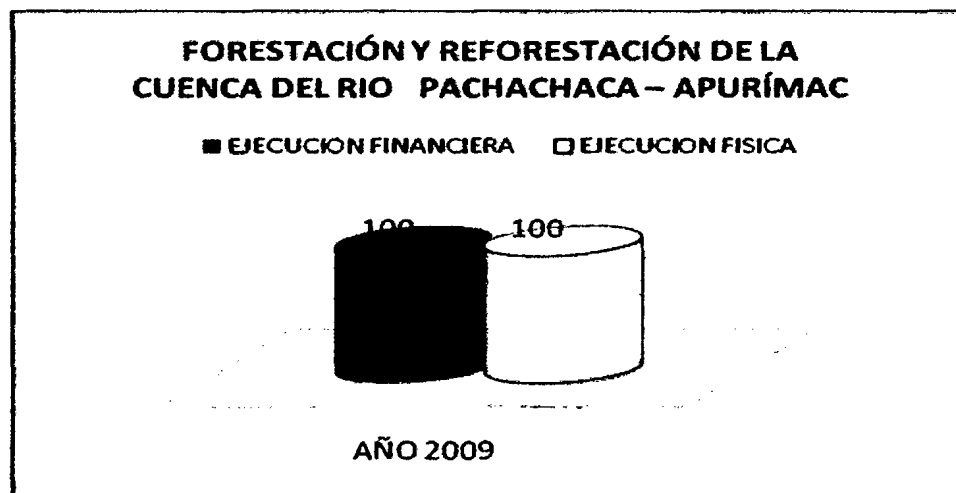 FORESTACIÓN Y REFORESTACIÓN DE LA
CUENCA DEL RIO PACHACHACA – APURÍMAC
EJECUCION FINANCIERA EJECUCION FISICA
100 100
AÑO 2009